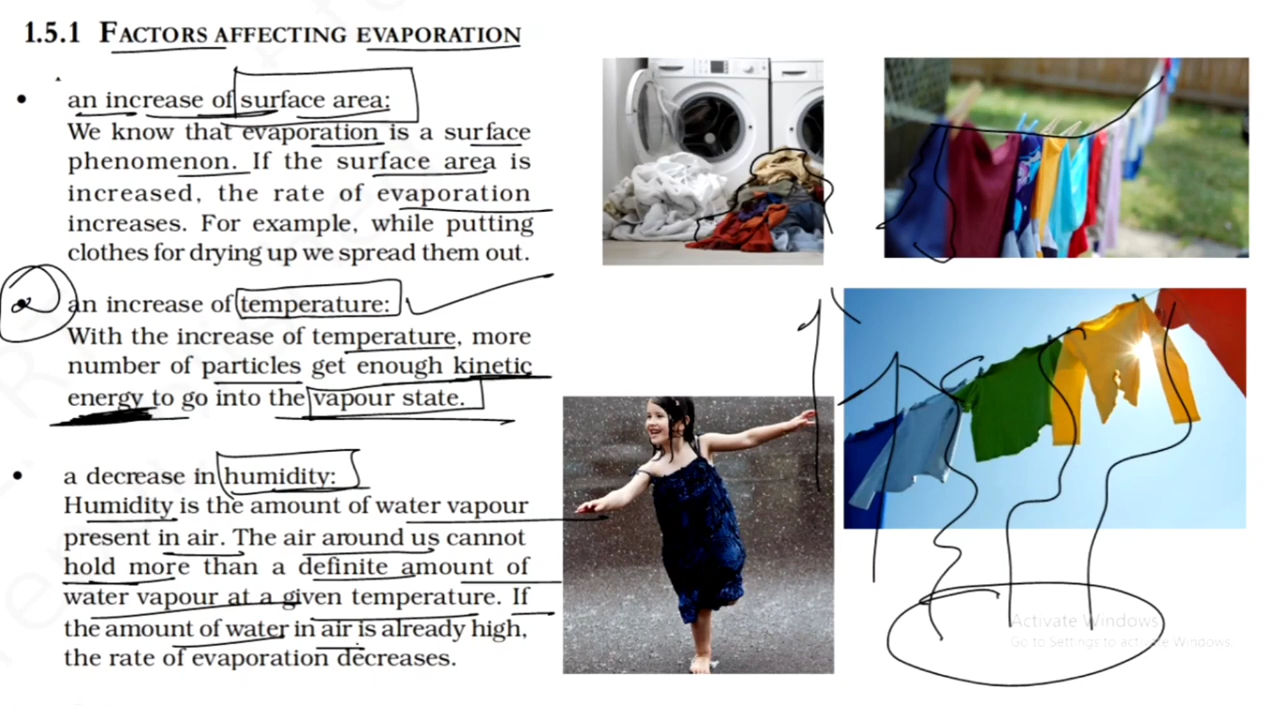 1.5.1 FACTORS AFFECTING EVAPORATION
• an increase of surface area:
We know that evaporation is a surface
phenomenon. If the surface area is
increased, the rate of evaporation
increases. For example, while putting
clothes for drying up we spread them out.
an increase of temperature:
With the increase of temperature, more
number of particles get enough kinetic
energy to go into the vapour state.
• a decrease in humidity:
Humidity is the amount of water vapour
present in air. The air around us cannot
hold more than a definite amount of
water vapour at a given temperature. If
the amount of water in air is already high,
the rate of evaporation decreases.
Activate Windows
Go to Settings to activate Windows.